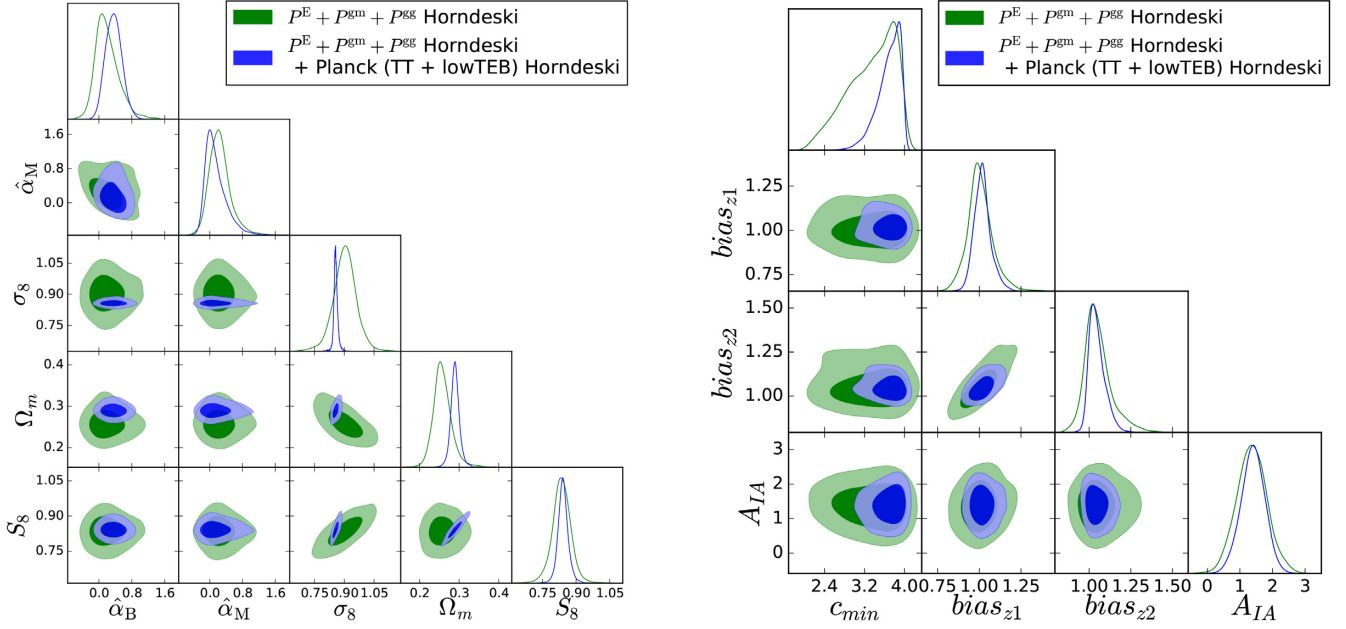 P^E + P^gm + P^gg Horndeski
P^E + P^gm + P^gg Horndeski
+ Planck (TT + lowTEB) Horndeski
1.6
0.8
0.0
α̂_M
1.05
0.90
0.75
σ_8
0.4
0.3
0.2
Ω_m
1.05
0.90
0.75
S_8
0.0 0.8 1.6
0.0 0.8 1.6
0.75 0.90 1.05
0.2 0.3 0.4
0.75 0.90 1.05
α̂_B
α̂_M
σ_8
Ω_m
S_8
P^E + P^gm + P^gg Horndeski
P^E + P^gm + P^gg Horndeski
+ Planck (TT + lowTEB) Horndeski
1.25
1.00
0.75
bias_z1
1.50
1.25
1.00
bias_z2
3
2
1
0
A_IA
2.4 3.2 4.00
0.75 1.00 1.25
1.00 1.25 1.50
0 1 2 3
c_min
bias_z1
bias_z2
A_IA